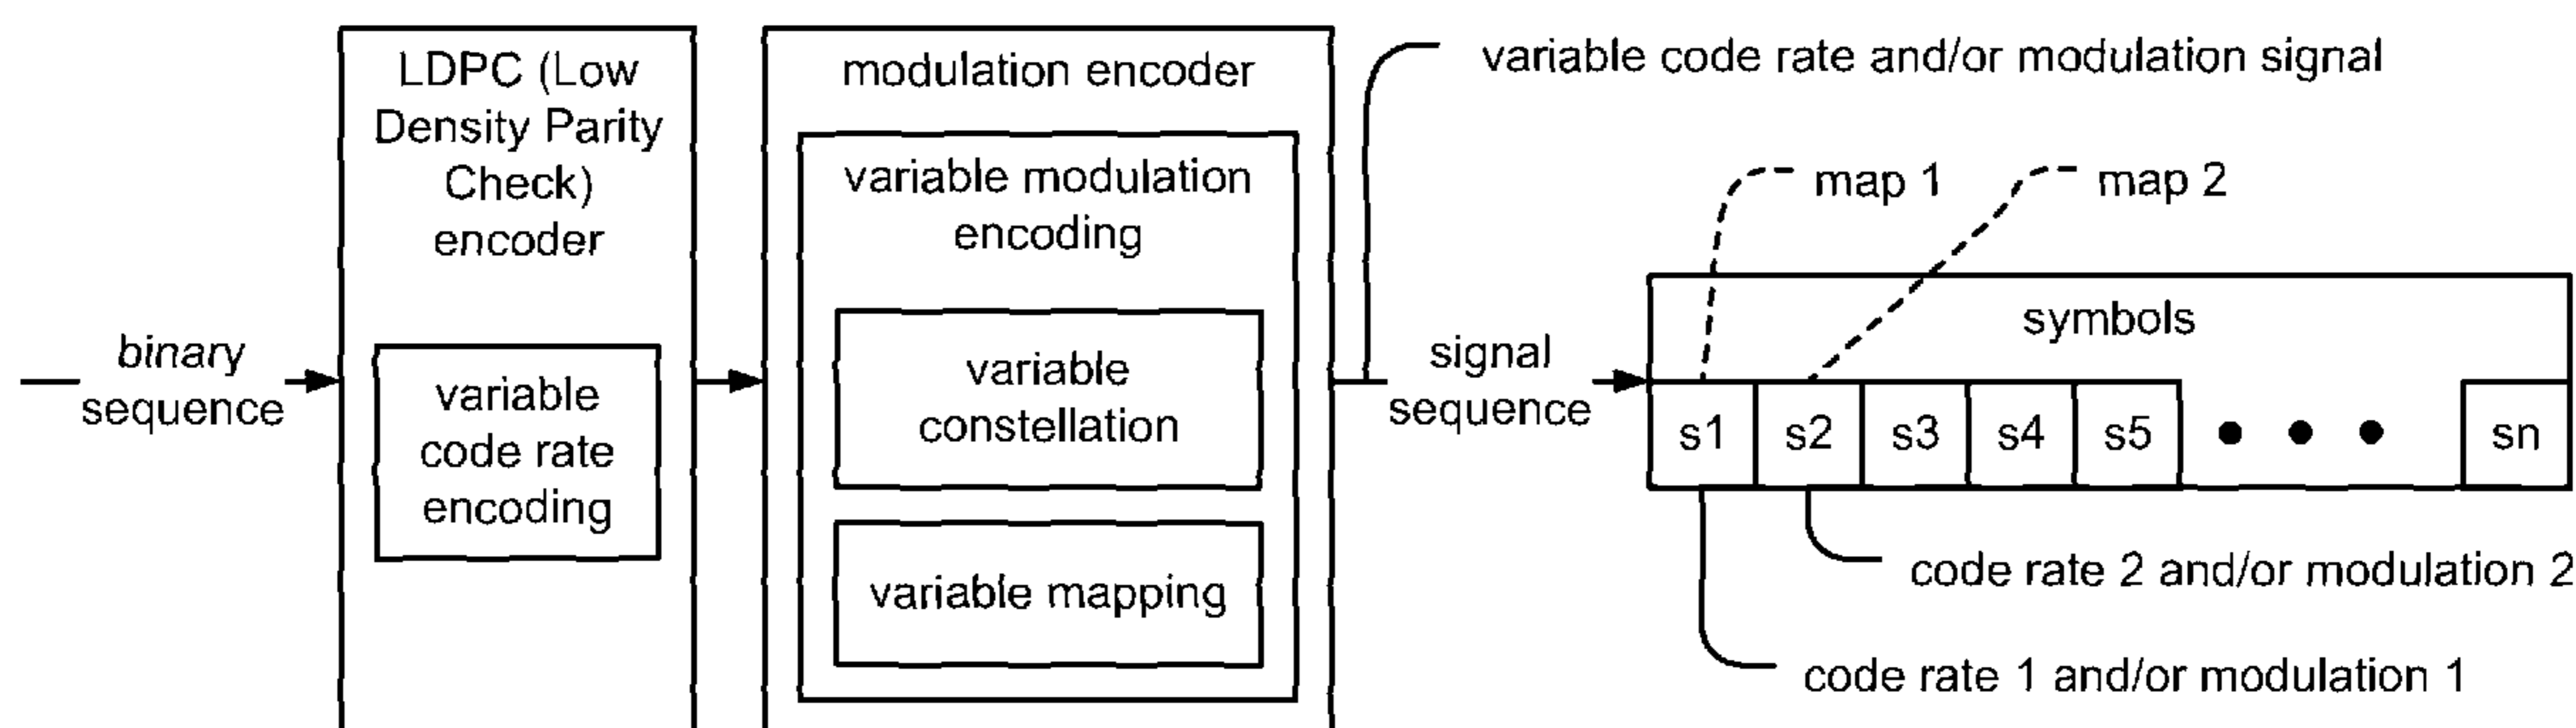 binary
sequence
LDPC (Low
Density Parity
Check)
encoder
variable
code rate
encoding
modulation encoder
variable modulation
encoding
variable
constellation
variable mapping
variable code rate and/or modulation signal
signal
sequence
map 1
map 2
symbols
s1 s2 s3 s4 s5 • • • sn
code rate 2 and/or modulation 2
code rate 1 and/or modulation 1